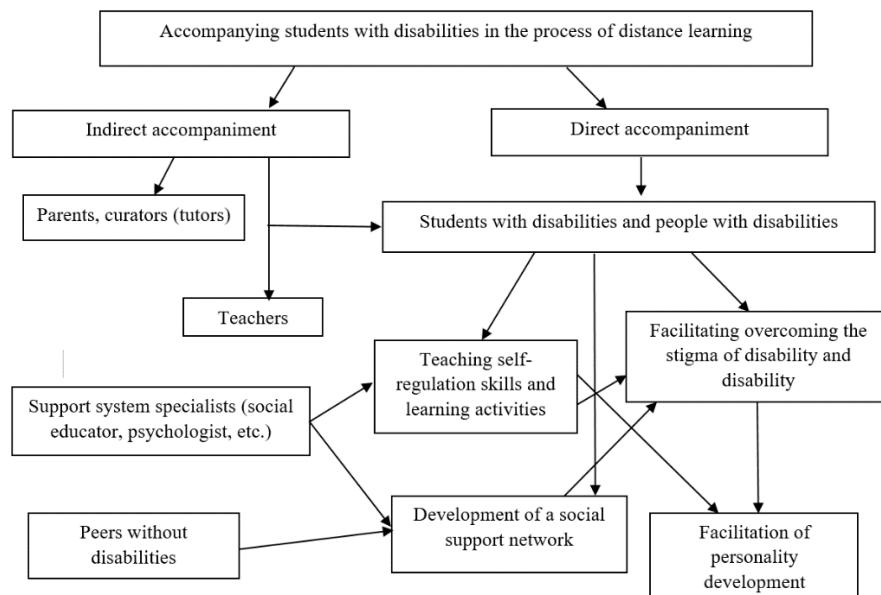 Accompanying students with disabilities in the process of distance learning
Indirect accompaniment
Direct accompaniment
Parents, curators (tutors)
Students with disabilities and people with disabilities
Teachers
Teaching self-
regulation skills and
learning activities
Facilitating overcoming the
stigma of disability and
disability
Support system specialists (social
educator, psychologist, etc.)
Peers without
disabilities
Development of a social
support network
Facilitation of
personality
development